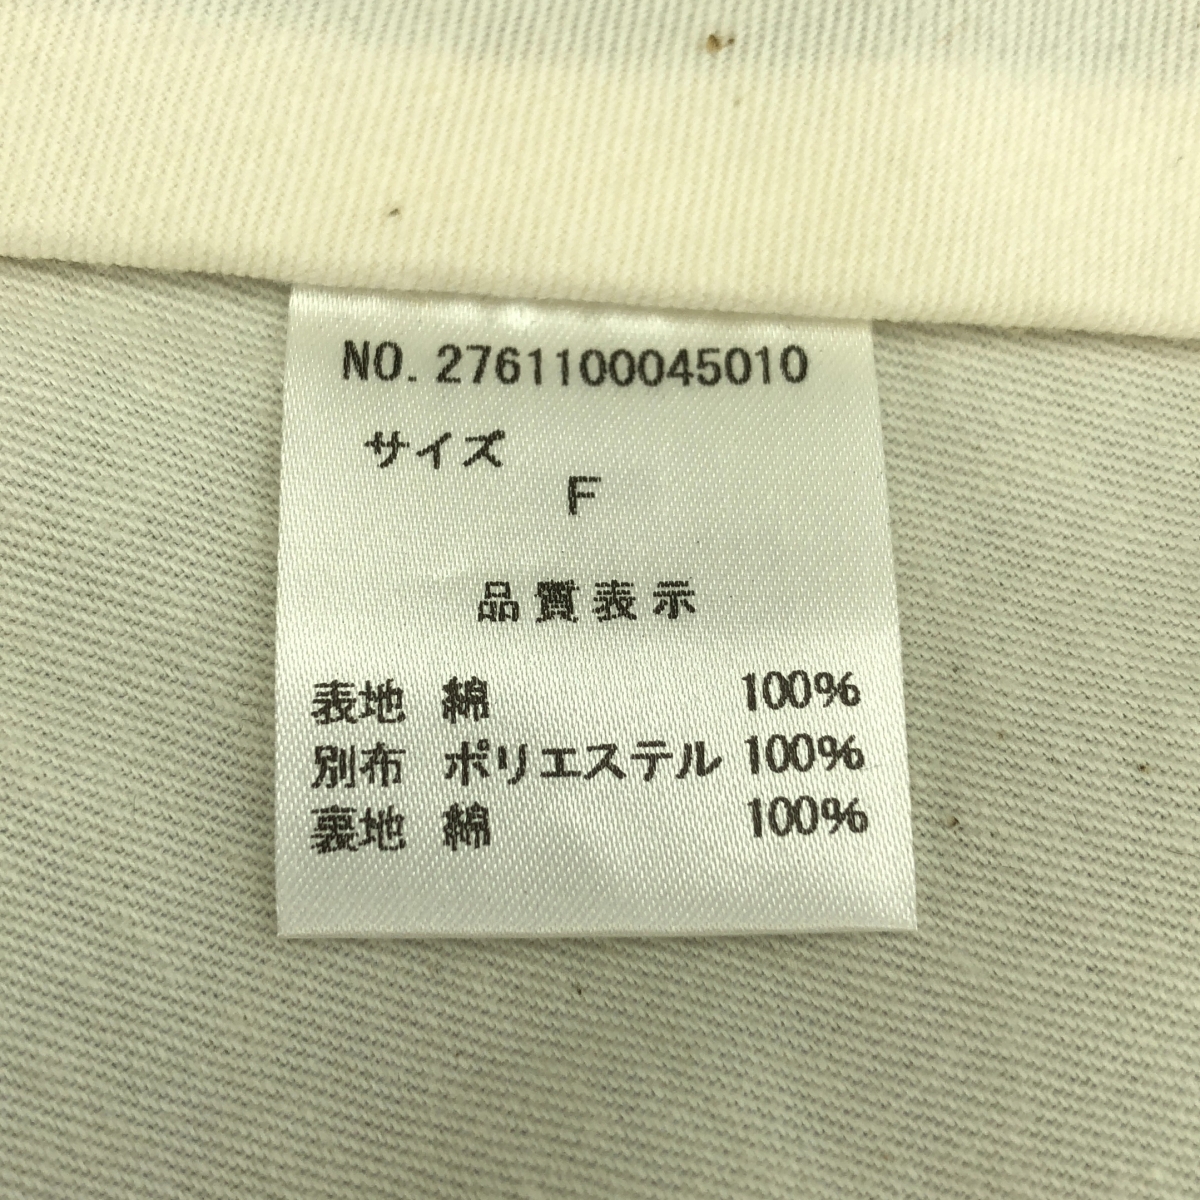 NO. 2761100045010
サイズ
F
品質表示
表地 綿 100%
別布 ポリエステル 100%
裏地 綿 100%